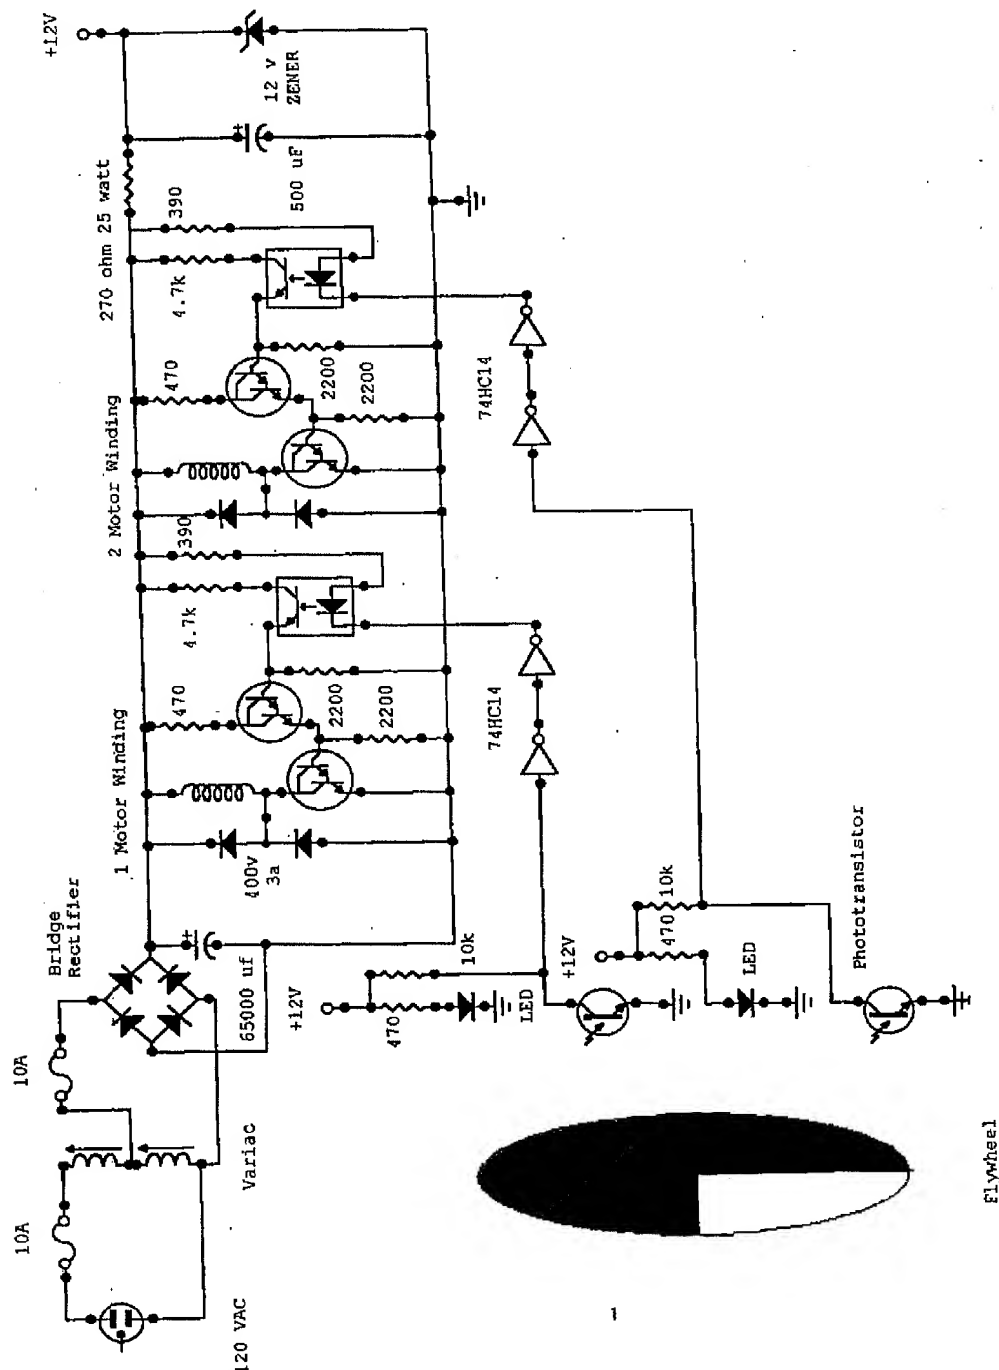 +12V
12 v
ZENER
500 uF
270 ohm 25 watt
390
4.7k
470
2200
2200
2 Motor Winding
390
4.7k
470
2200
2200
1 Motor Winding
400v
3a
Bridge
Rectifier
65000 uf
10A
10A
Variac
120 VAC
74HC14
74HC14
+12V
470
10k
LED
+12V
470
10k
LED
Phototransistor
Flywheel
1